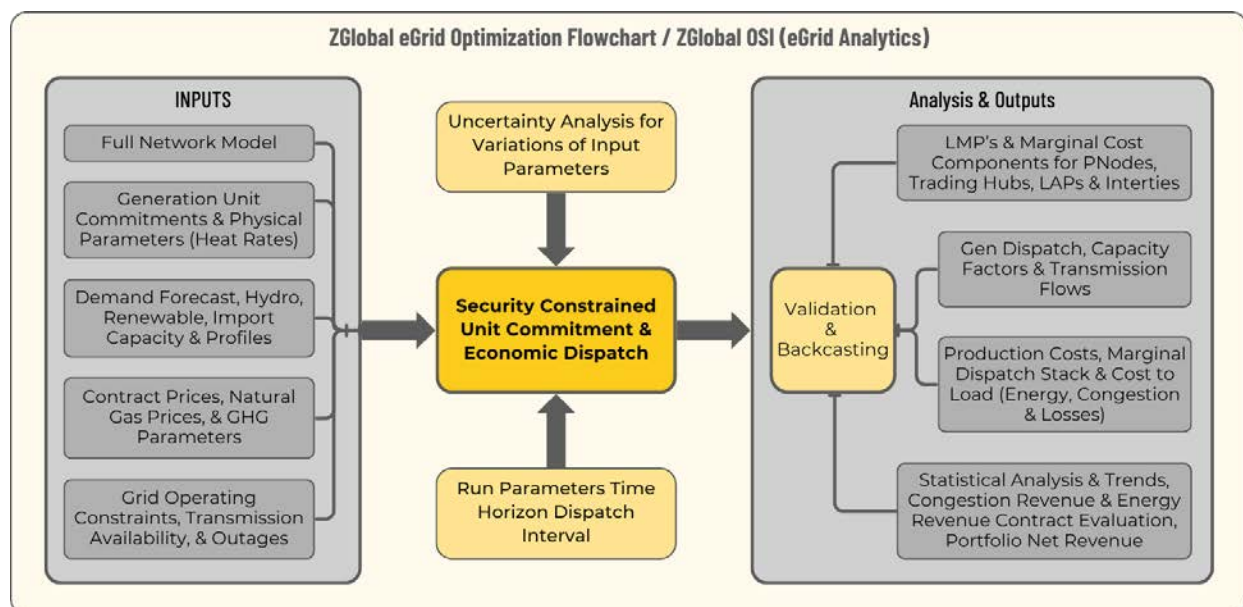 ZGlobal eGrid Optimization Flowchart / ZGlobal OSI (eGrid Analytics)
INPUTS
Full Network Model
Generation Unit
Commitments & Physical
Parameters (Heat Rates)
Demand Forecast, Hydro,
Renewable, Import
Capacity & Profiles
Contract Prices, Natural
Gas Prices, & GHG
Parameters
Grid Operating
Constraints, Transmission
Availability, & Outages
Uncertainty Analysis for
Variations of Input
Parameters
Security Constrained
Unit Commitment &
Economic Dispatch
Run Parameters Time
Horizon Dispatch
Interval
Analysis & Outputs
Validation
&
Backcasting
LMP's & Marginal Cost
Components for PNodes,
Trading Hubs, LAPs & Interties
Gen Dispatch, Capacity
Factors & Transmission
Flows
Production Costs, Marginal
Dispatch Stack & Cost to
Load (Energy, Congestion
& Losses)
Statistical Analysis & Trends,
Congestion Revenue & Energy
Revenue Contract Evaluation,
Portfolio Net Revenue